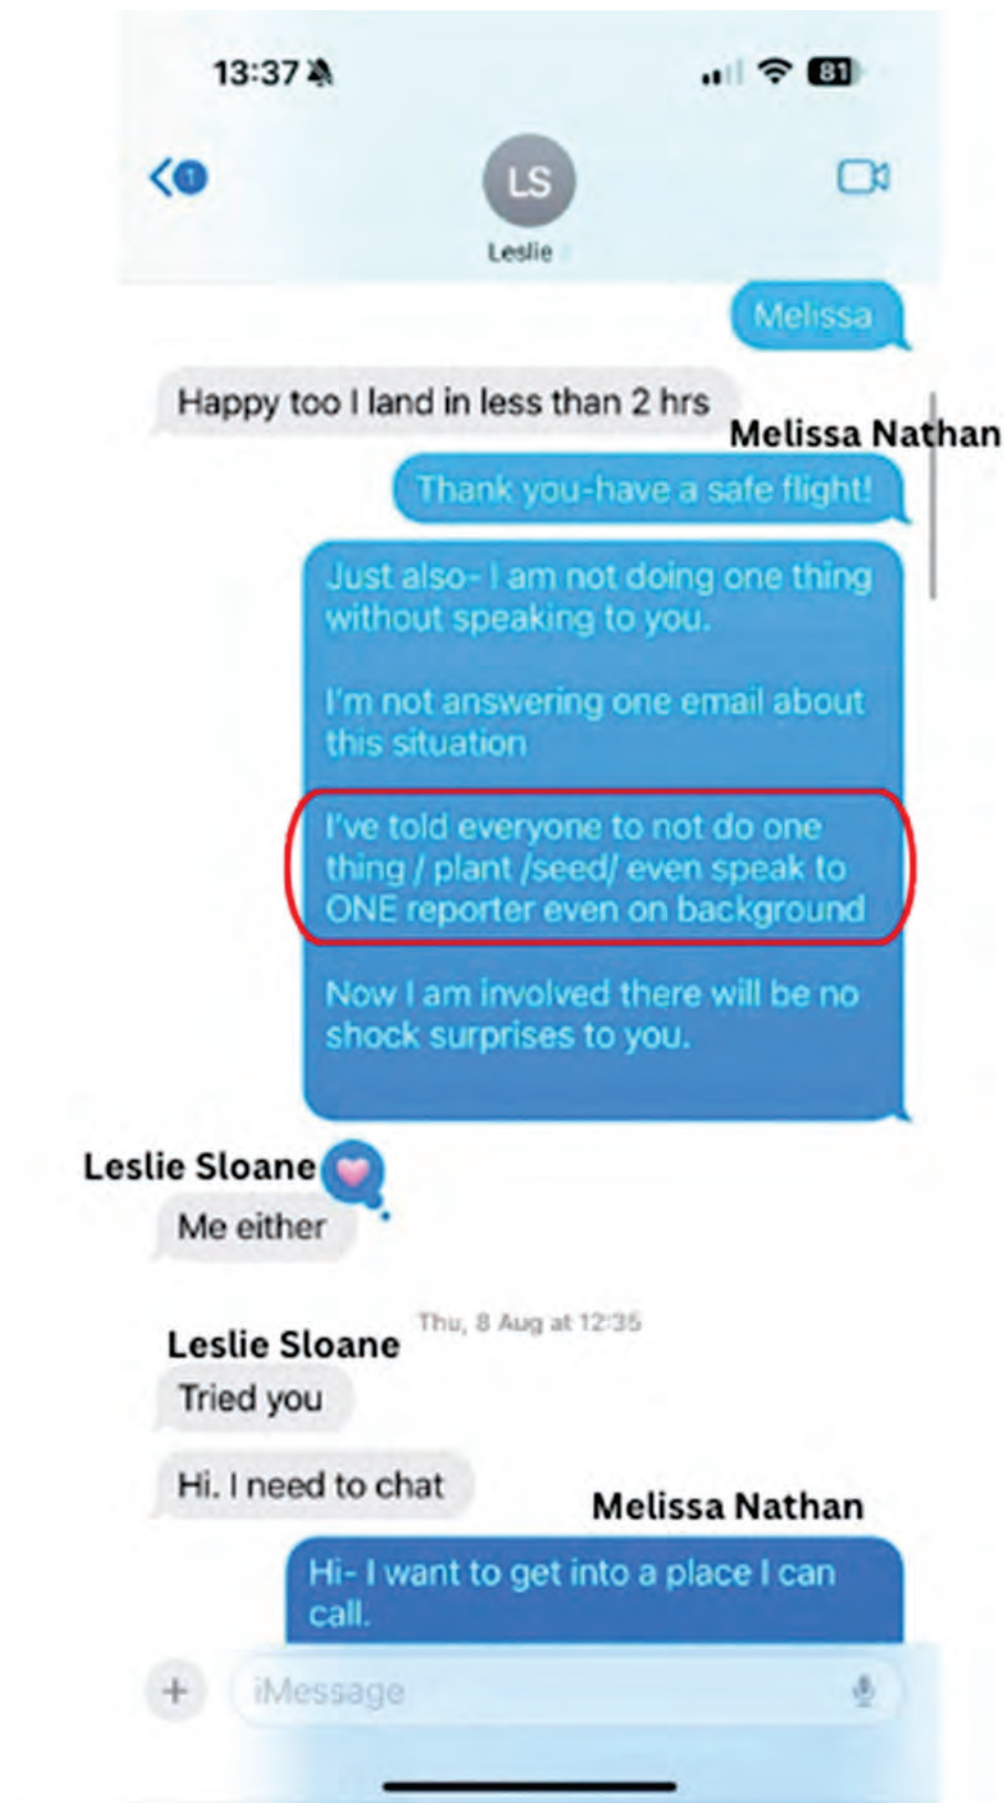 13:37
81
1
LS
Leslie
Melissa
Happy too I land in less than 2 hrs
Melissa Nathan
Thank you-have a safe flight!
Just also- I am not doing one thing
without speaking to you.
I'm not answering one email about
this situation
I've told everyone to not do one
thing / plant /seed/ even speak to
ONE reporter even on background
Now I am involved there will be no
shock surprises to you.
Leslie Sloane
Me either
Thu, 8 Aug at 12:35
Leslie Sloane
Tried you
Hi. I need to chat
Melissa Nathan
Hi- I want to get into a place I can
call.
iMessage